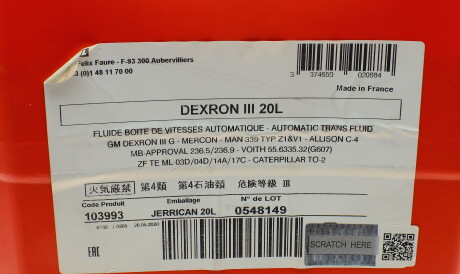 Felix Faure - F-93 300 Aubervilliers
(0)1 48 11 70 00
3 374650 020884
Made in France
DEXRON III 20L
FLUIDE BOITE DE VITESSES AUTOMATIQUE - AUTOMATIC TRANS FLUID
GM DEXRON III G - MERCON - MAN 339 TYP Z1&V1 - ALLISON C-4
MB-APPROVAL 236.5/236.9 - VOITH 55.6335.32(G607)
ZF TE ML-03D/04D/14A/17C - CATERPILLAR TO-2
火気厳禁 第4類 第4石油類 危険等級 III
Code Produit Emballage N° de LOT
103993 JERRICAN 20L 0548149
EAC
SCRATCH HERE